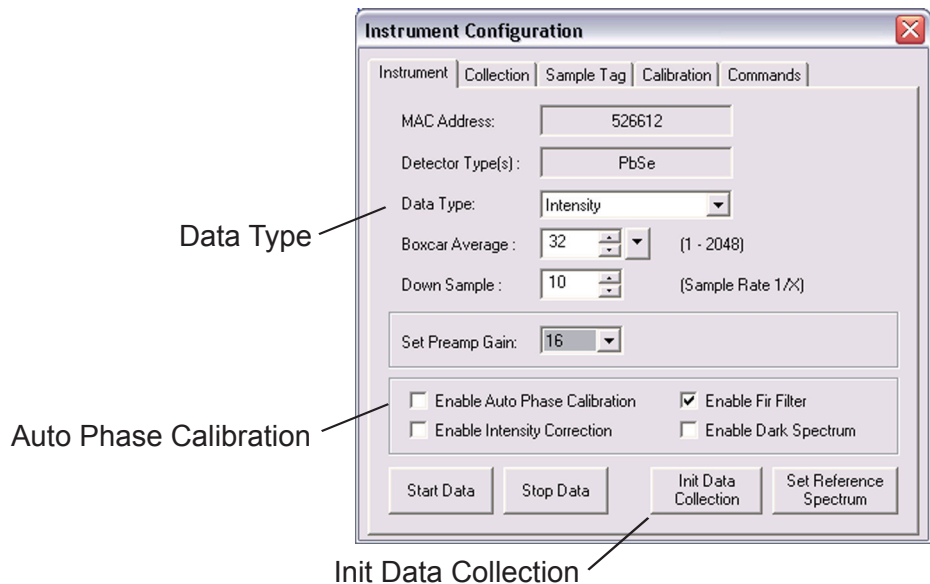 Instrument Configuration
Instrument Collection Sample Tag Calibration Commands
MAC Address: 526612
Detector Type(s) : PbSe
Data Type: Intensity
Data Type
Boxcar Average : 32 (1 - 2048)
Down Sample : 10 (Sample Rate 1/X)
Set Preamp Gain: 16
Enable Auto Phase Calibration Enable Fir Filter
Auto Phase Calibration
Enable Intensity Correction Enable Dark Spectrum
Start Data Stop Data Init Data Collection Set Reference Spectrum
Init Data Collection